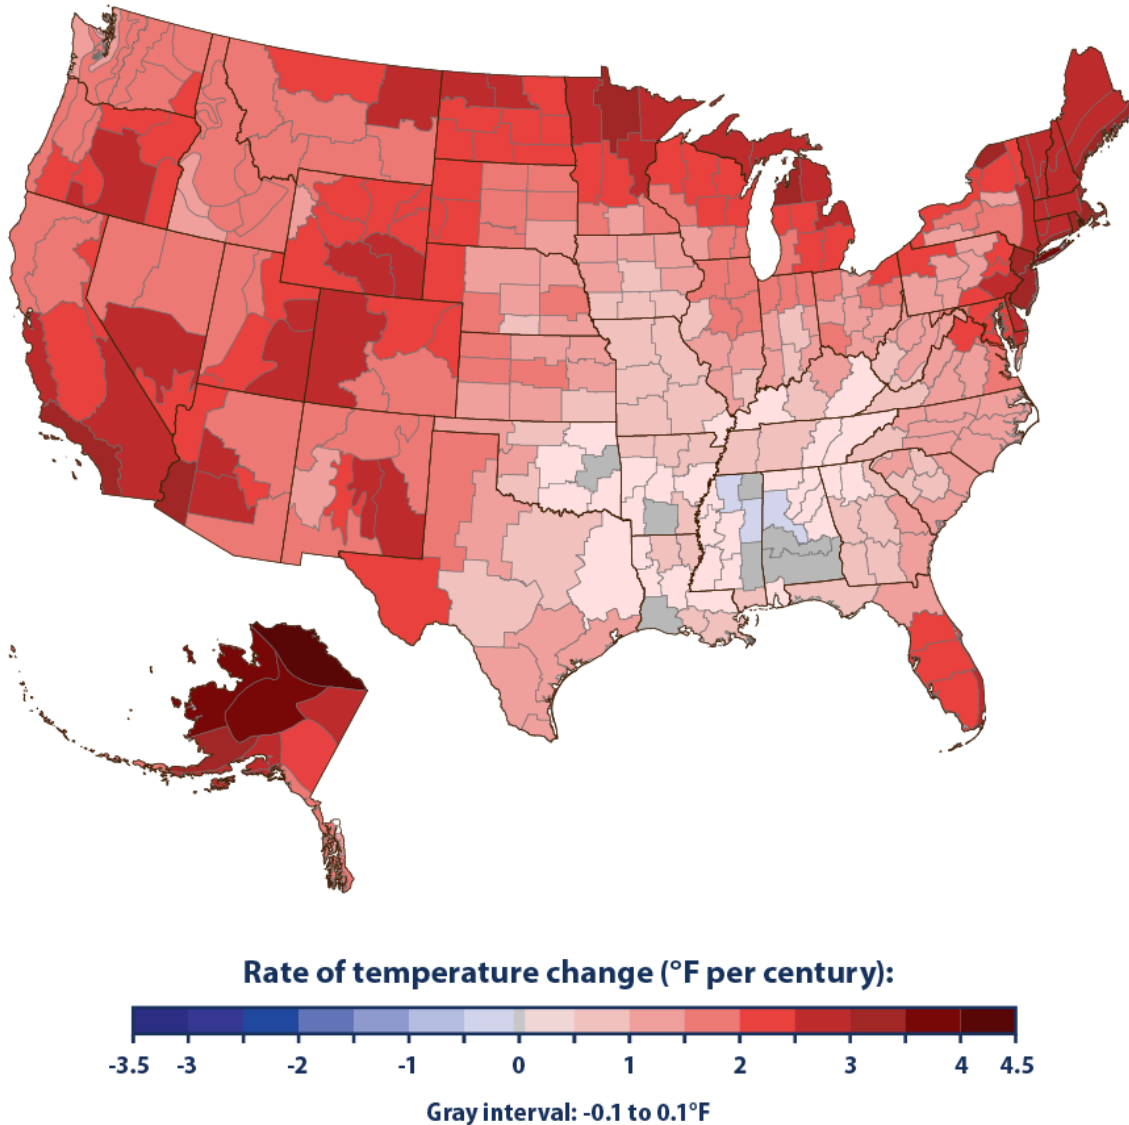 Rate of temperature change (°F per century):
-3.5 -3 -2 -1 0 1 2 3 4 4.5
Gray interval: -0.1 to 0.1°F